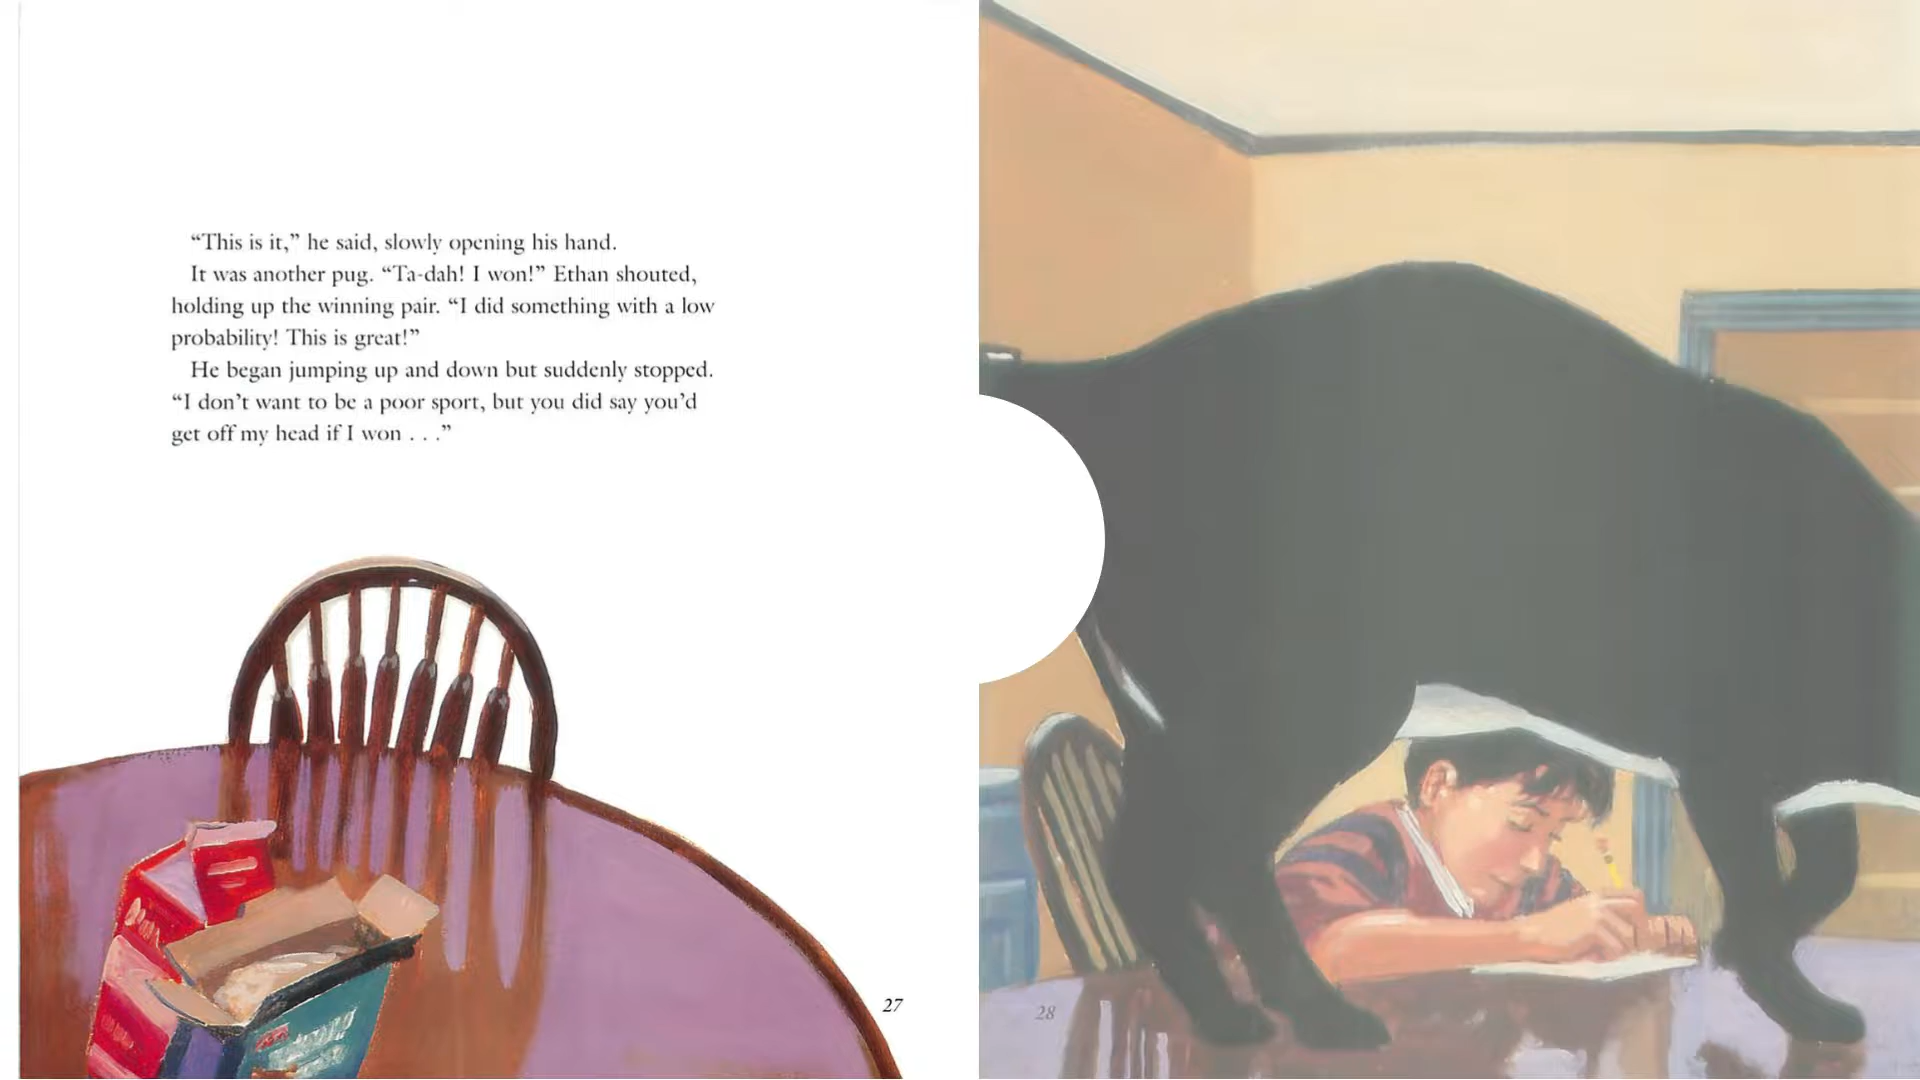 “This is it,” he said, slowly opening his hand.
It was another pug. “Ta-dah! I won!” Ethan shouted,
holding up the winning pair. “I did something with a low
probability! This is great!”
He began jumping up and down but suddenly stopped.
“I don’t want to be a poor sport, but you did say you’d
get off my head if I won . . .”
27
28